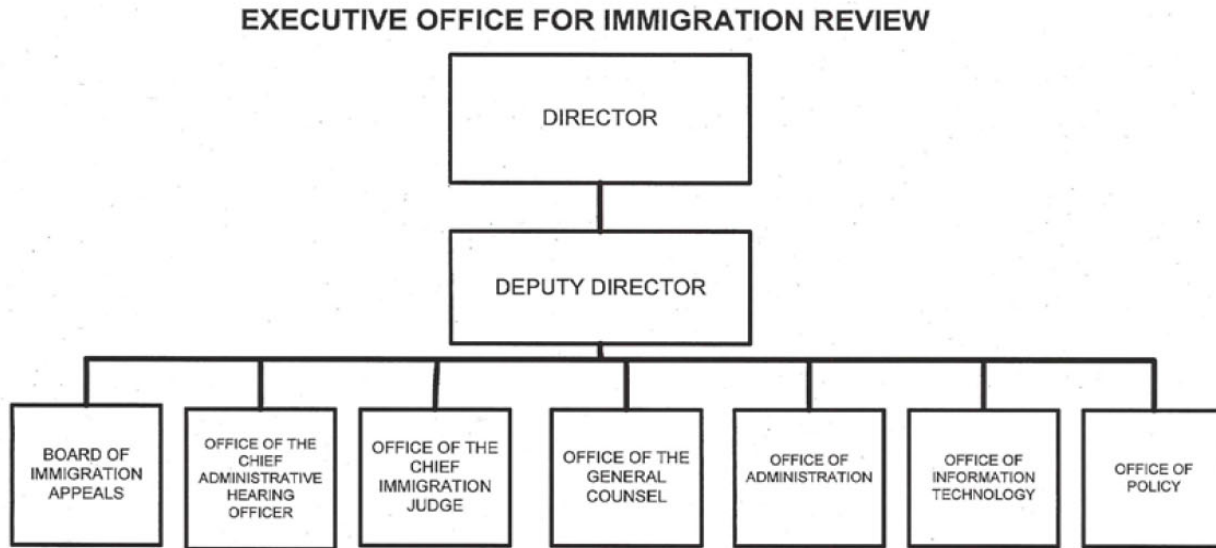 EXECUTIVE OFFICE FOR IMMIGRATION REVIEW
DIRECTOR
DEPUTY DIRECTOR
BOARD OF
IMMIGRATION
APPEALS
OFFICE OF THE
CHIEF
ADMINISTRATIVE
HEARING
OFFICER
OFFICE OF THE
CHIEF
IMMIGRATION
JUDGE
OFFICE OF THE
GENERAL
COUNSEL
OFFICE OF
ADMINISTRATION
OFFICE OF
INFORMATION
TECHNOLOGY
OFFICE OF
POLICY